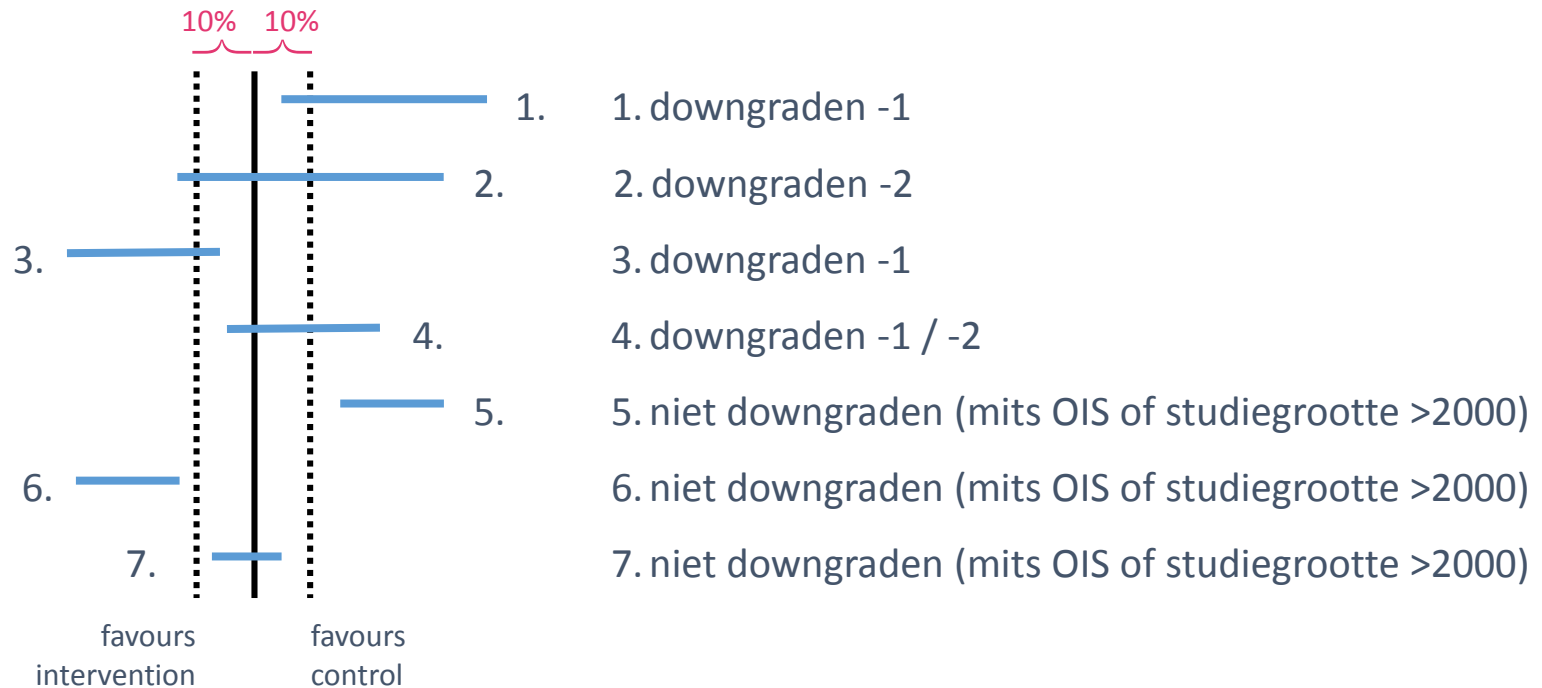 10% 10%
1. 1. downgraden -1
2. 2. downgraden -2
3. 3. downgraden -1
4. 4. downgraden -1 / -2
5. 5. niet downgraden (mits OIS of studiegrootte >2000)
6. 6. niet downgraden (mits OIS of studiegrootte >2000)
7. 7. niet downgraden (mits OIS of studiegrootte >2000)
favours favours
intervention control